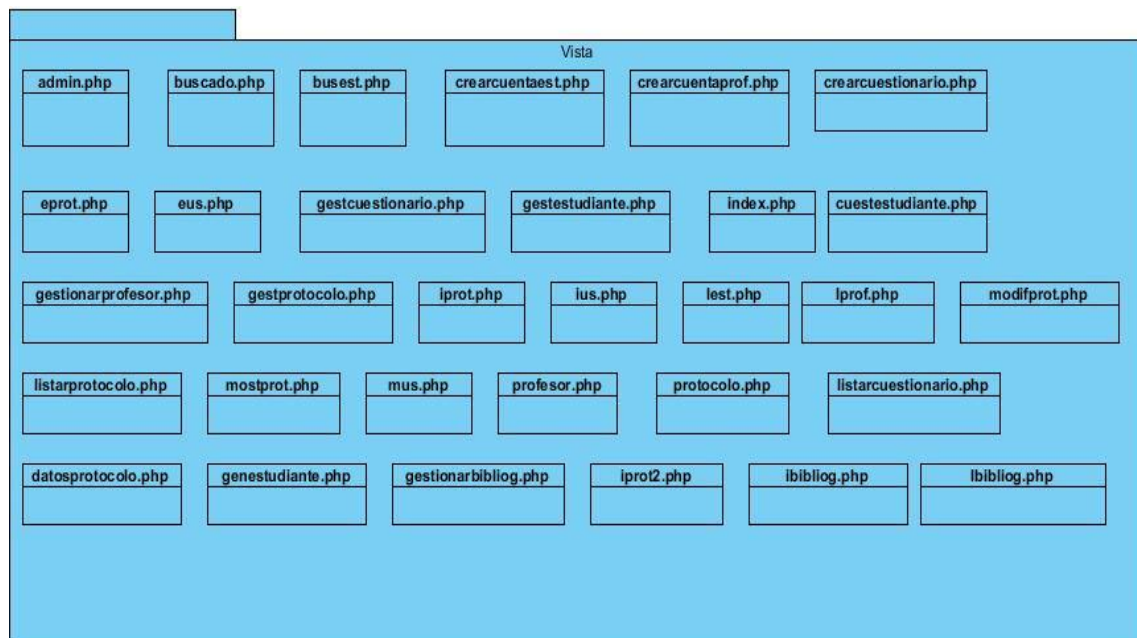 Vista
admin.php buscado.php busest.php crearcuentaest.php crearcuentaprof.php crearcuestionario.php
eprot.php eus.php gestcuestionario.php gestestudiante.php index.php cuestestudiante.php
gestionarprofesor.php gestprotocolo.php iprot.php ius.php lest.php lprof.php modifprot.php
listarprotocolo.php mostprot.php mus.php profesor.php protocolo.php listarcuestionario.php
datosprotocolo.php genestudiante.php gestionarbibliog.php iprot2.php ibibliog.php lbibliog.php